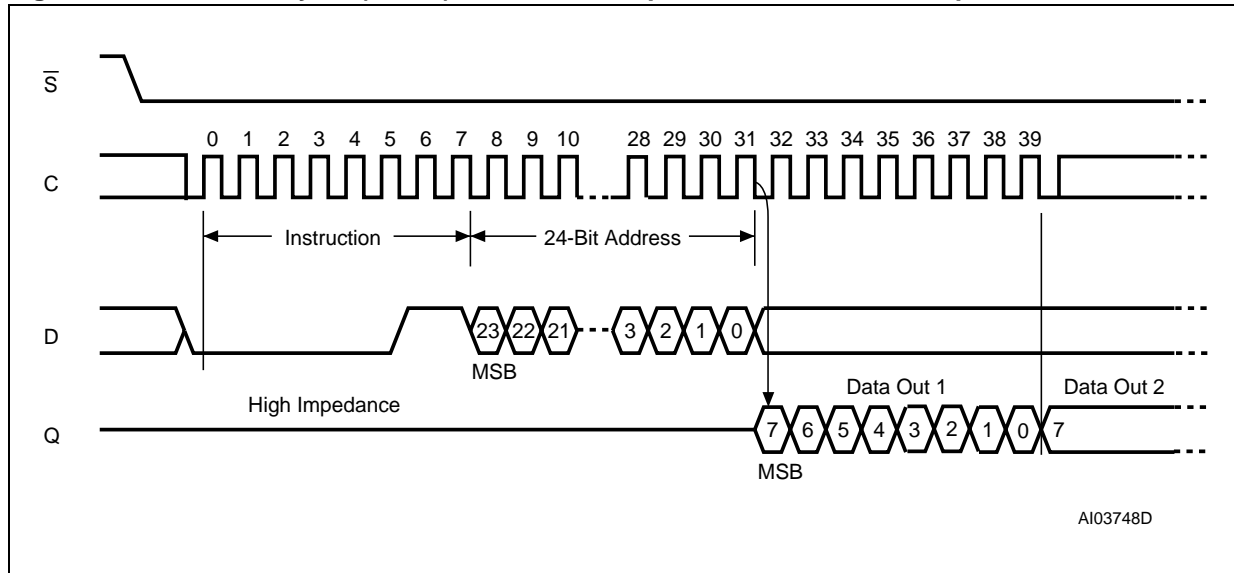 S
0 1 2 3 4 5 6 7 8 9 10 28 29 30 31 32 33 34 35 36 37 38 39
C
Instruction 24-Bit Address
D 23 22 21 3 2 1 0
MSB
High Impedance Data Out 1 Data Out 2
Q 7 6 5 4 3 2 1 0 7
MSB
AI03748D